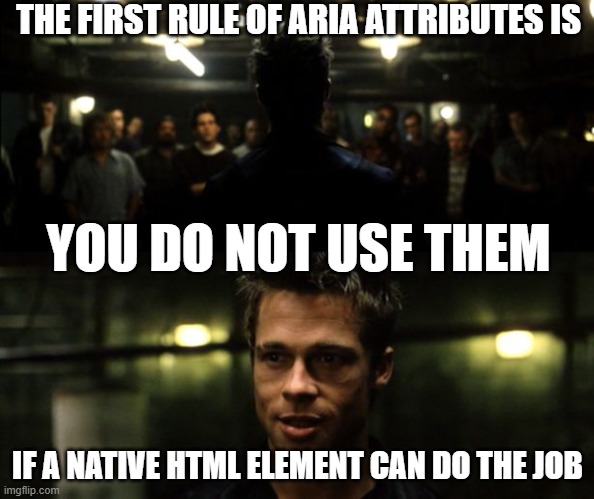 THE FIRST RULE OF ARIA ATTRIBUTES IS
YOU DO NOT USE THEM
IF A NATIVE HTML ELEMENT CAN DO THE JOB
imgflip.com